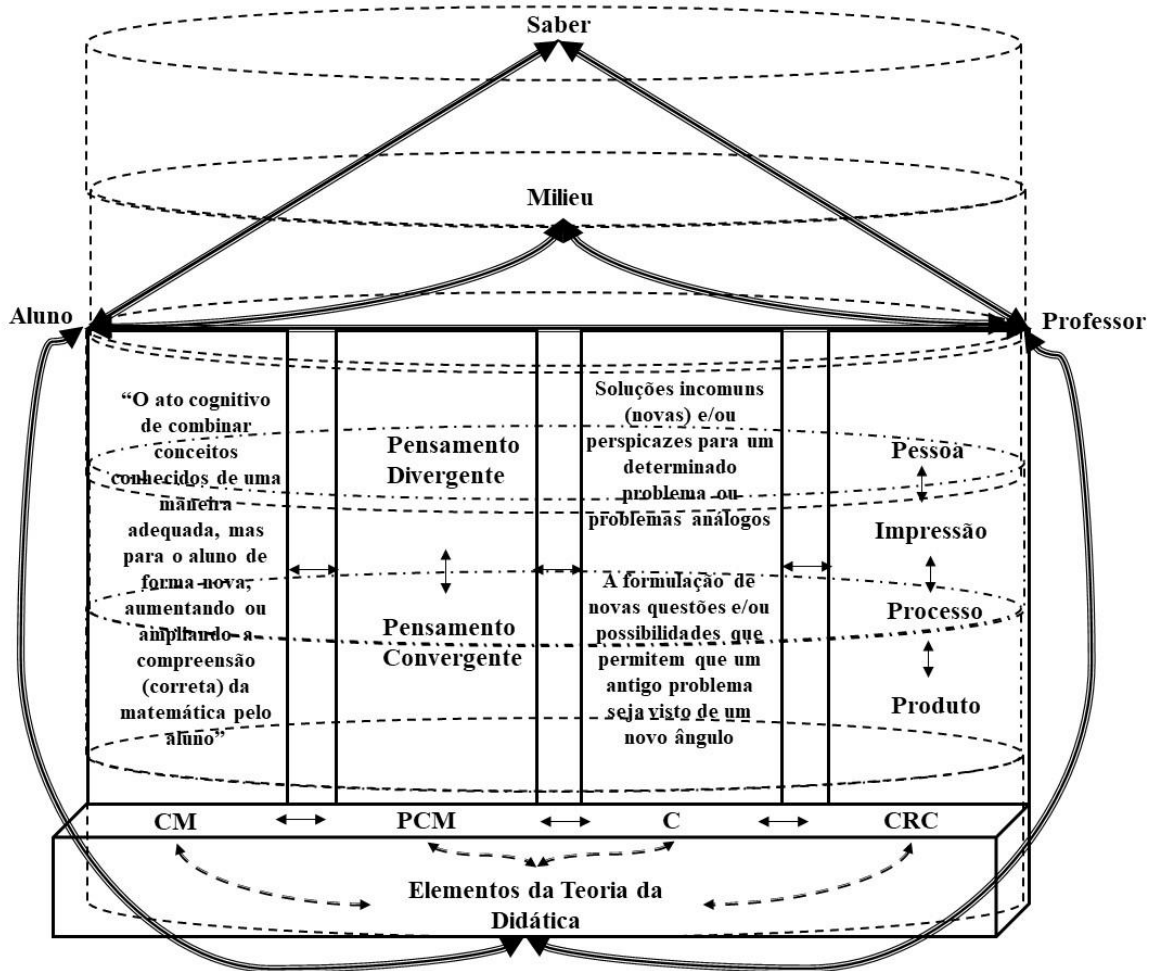 Saber
Milieu
Aluno
Professor
“O ato cognitivo
de combinar
conceitos
conhecidos de uma
maneira
adequada, mas
para o aluno de
forma nova,
aumentando ou
ampliando a
compreensão
(correta) da
matemática pelo
aluno”
Pensamento
Divergente
Pensamento
Convergente
Soluções incomuns
(novas) e/ou
perspicazes para um
determinado
problema ou
problemas análogos
A formulação de
novas questões e/ou
possibilidades que
permitem que um
antigo problema
seja visto de um
novo ângulo
Pessoa
Impressão
Processo
Produto
CM
PCM
C
CRC
Elementos da Teoria da
Didática